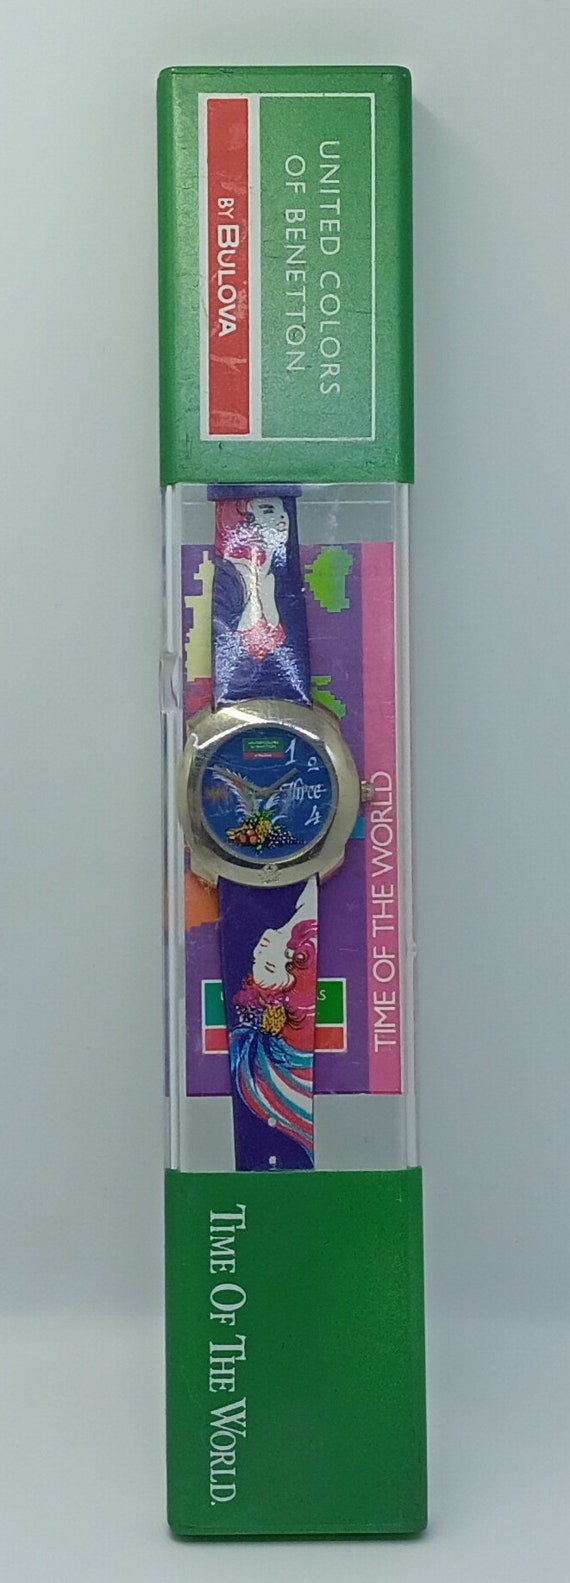 UNITED COLORS
OF BENETTON
BY BULOVA
1
2
Three
4
TIME OF THE WORLD
TIME OF THE WORLD.